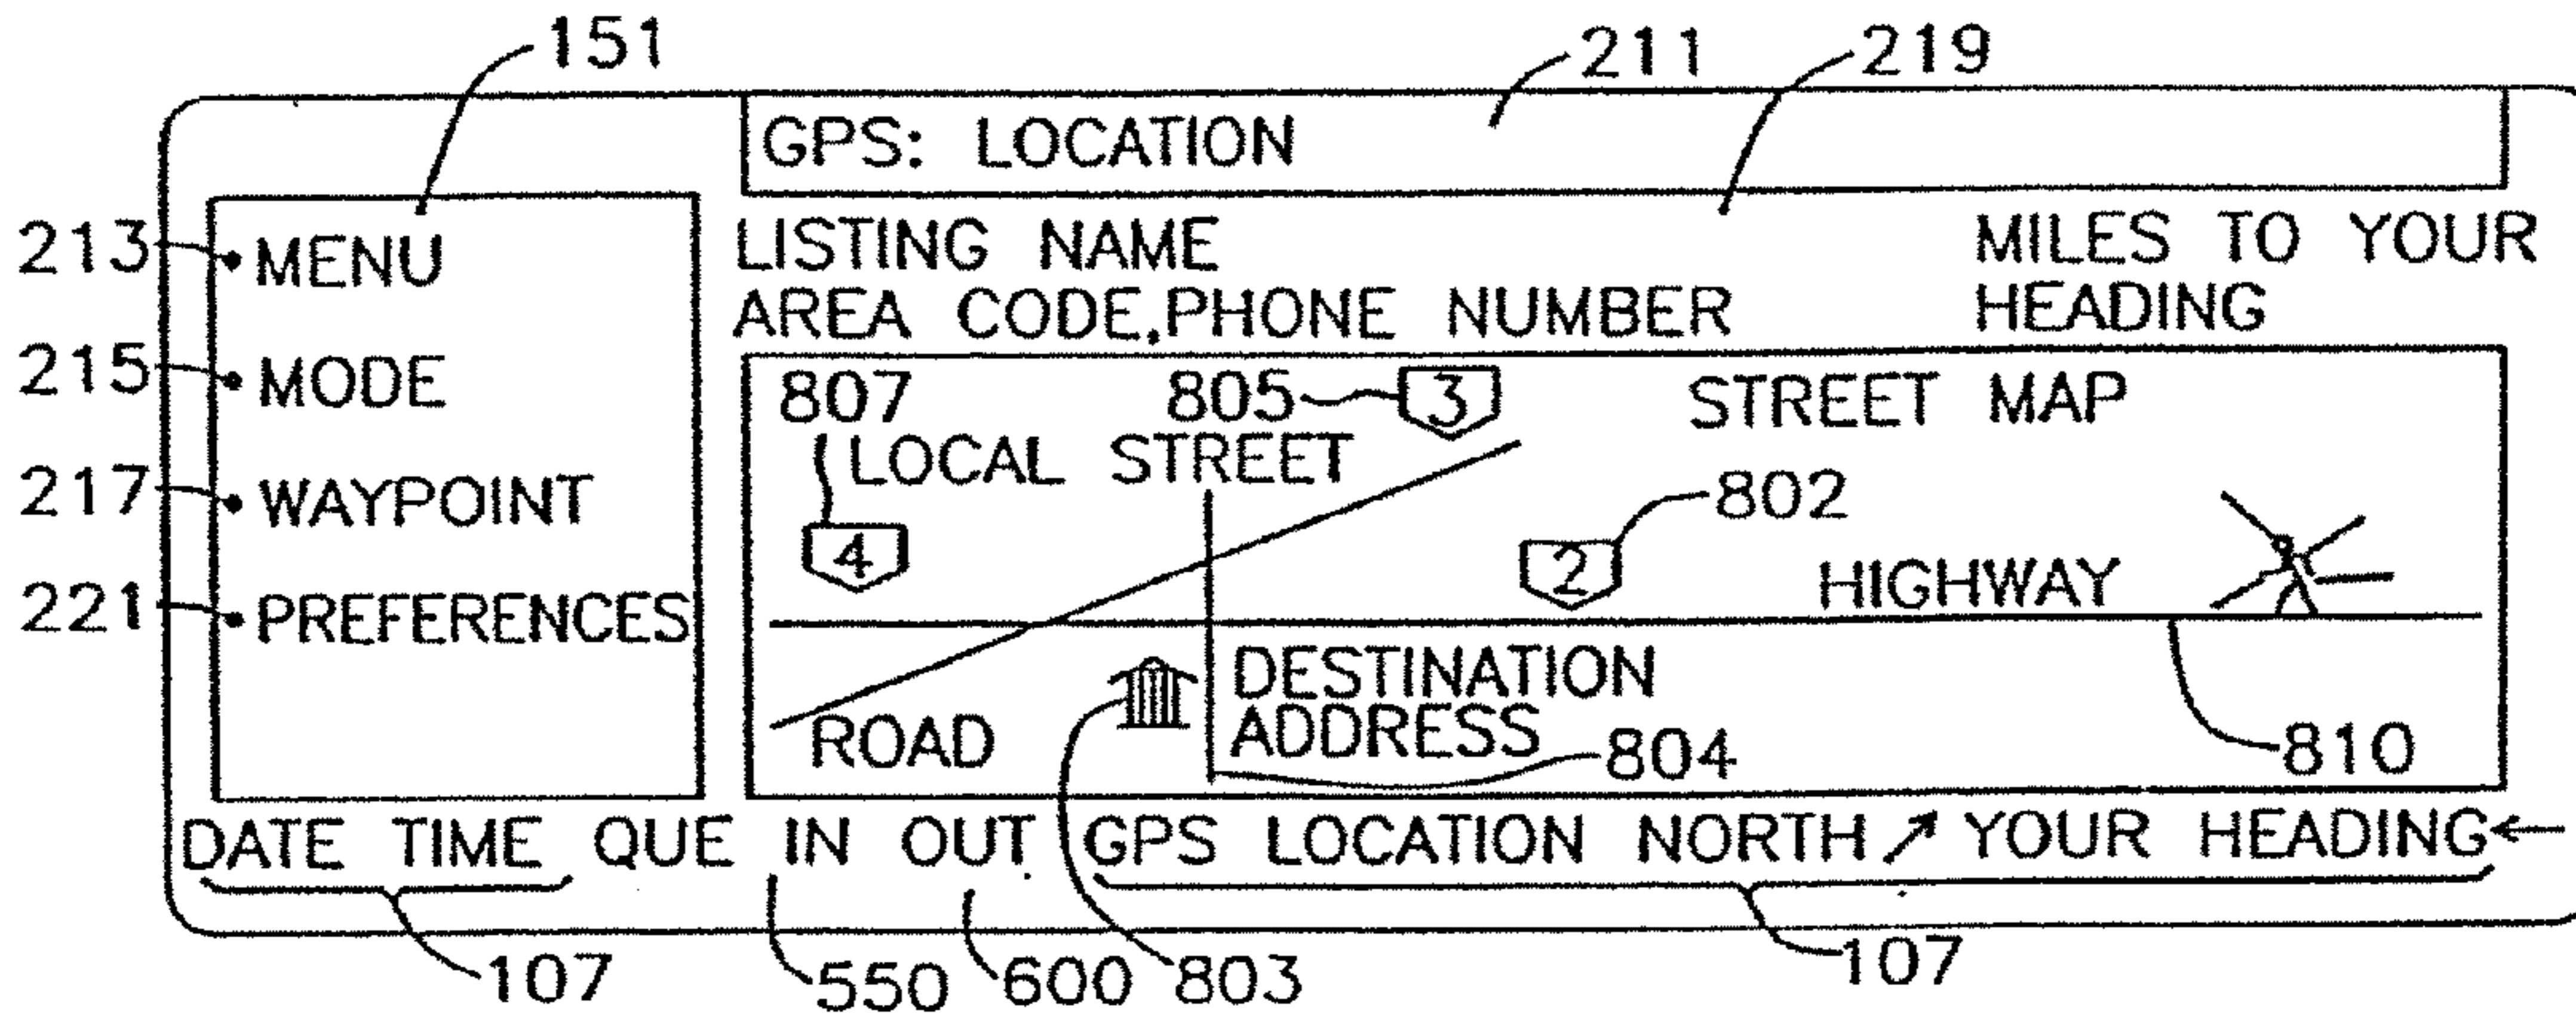 151
211
219
GPS: LOCATION
213
MENU
LISTING NAME
MILES TO YOUR
AREA CODE,PHONE NUMBER
HEADING
215
MODE
807
805
3
STREET MAP
LOCAL STREET
217
WAYPOINT
802
4
2
HIGHWAY
221
PREFERENCES
DESTINATION
ADDRESS
ROAD
804
810
DATE TIME QUE IN OUT GPS LOCATION NORTH ↗ YOUR HEADING ←
107
550
600
803
107